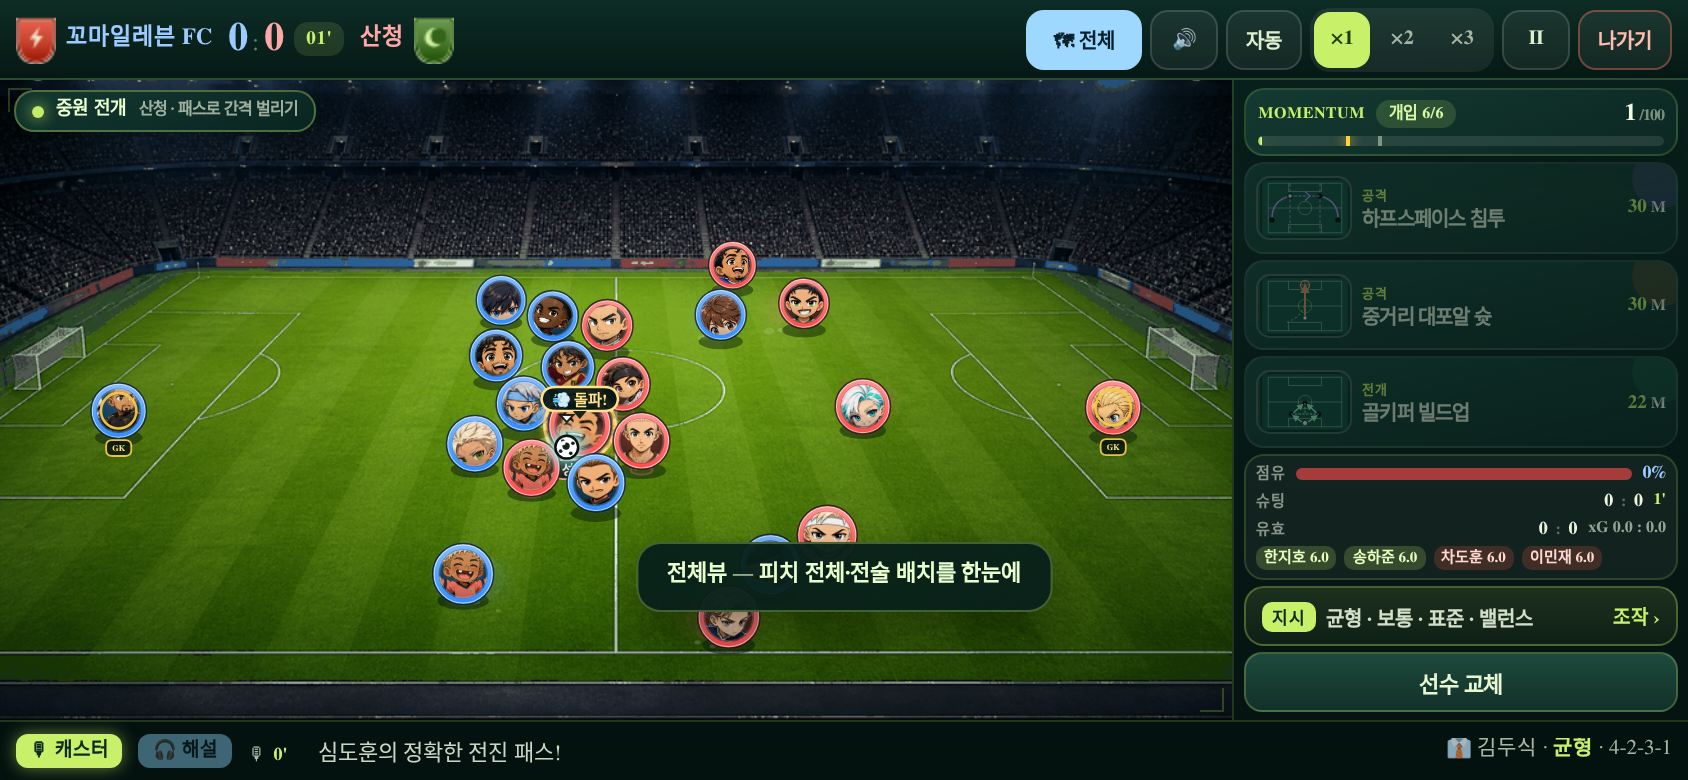 꼬마일레븐 FC 0 : 0 01' 산청
전체 자동 ×1 ×2 ×3 II 나가기
중원 전개 산청 · 패스로 간격 벌리기
MOMENTUM 개입 6/6 1 /100
공격
하프스페이스 침투
30 M
공격
중거리 대포알 슛
30 M
전개
골키퍼 빌드업
22 M
돌파!
GK
GK
전체뷰 — 피치 전체·전술 배치를 한눈에
점유 0%
슈팅 0 : 0 1'
유효 0 : 0 xG 0.0 : 0.0
한지호 6.0 송하준 6.0 차도훈 6.0 이민재 6.0
지시 균형 · 보통 · 표준 · 밸런스 조작 ›
선수 교체
캐스터 해설 0' 심도훈의 정확한 전진 패스!
김두식 · 균형 · 4-2-3-1